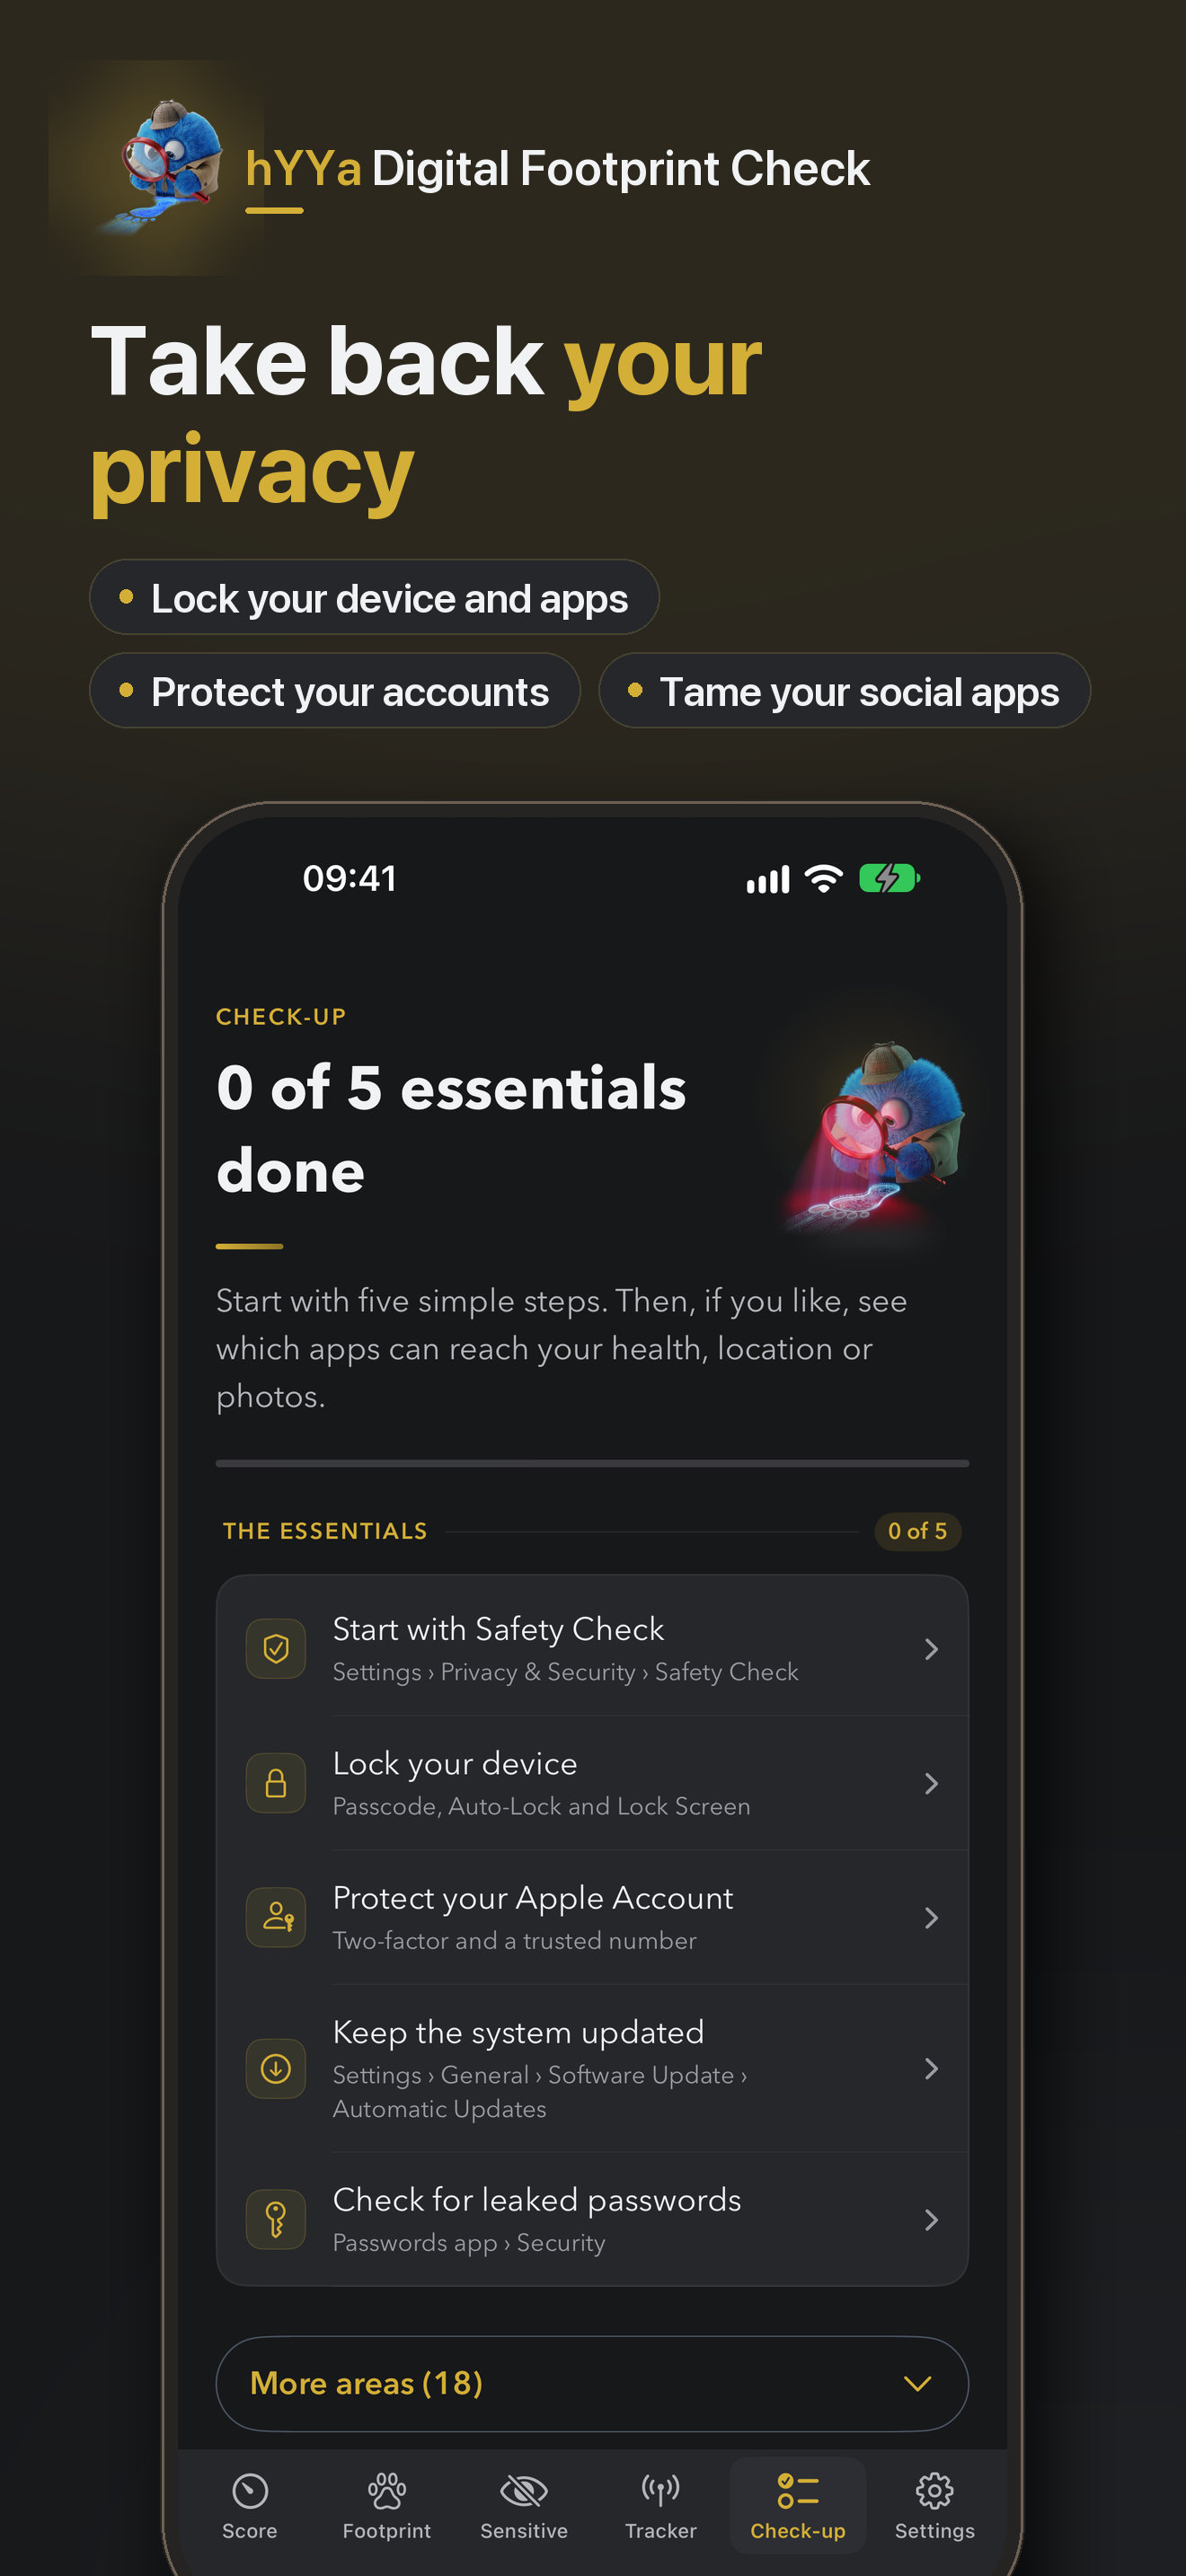 hYYa Digital Footprint Check
Take back your
privacy
Lock your device and apps
Protect your accounts
Tame your social apps
09:41
CHECK-UP
0 of 5 essentials
done
Start with five simple steps. Then, if you like, see
which apps can reach your health, location or
photos.
THE ESSENTIALS
0 of 5
Start with Safety Check
Settings › Privacy & Security › Safety Check
Lock your device
Passcode, Auto-Lock and Lock Screen
Protect your Apple Account
Two-factor and a trusted number
Keep the system updated
Settings › General › Software Update ›
Automatic Updates
Check for leaked passwords
Passwords app › Security
More areas (18)
Score
Footprint
Sensitive
Tracker
Check-up
Settings